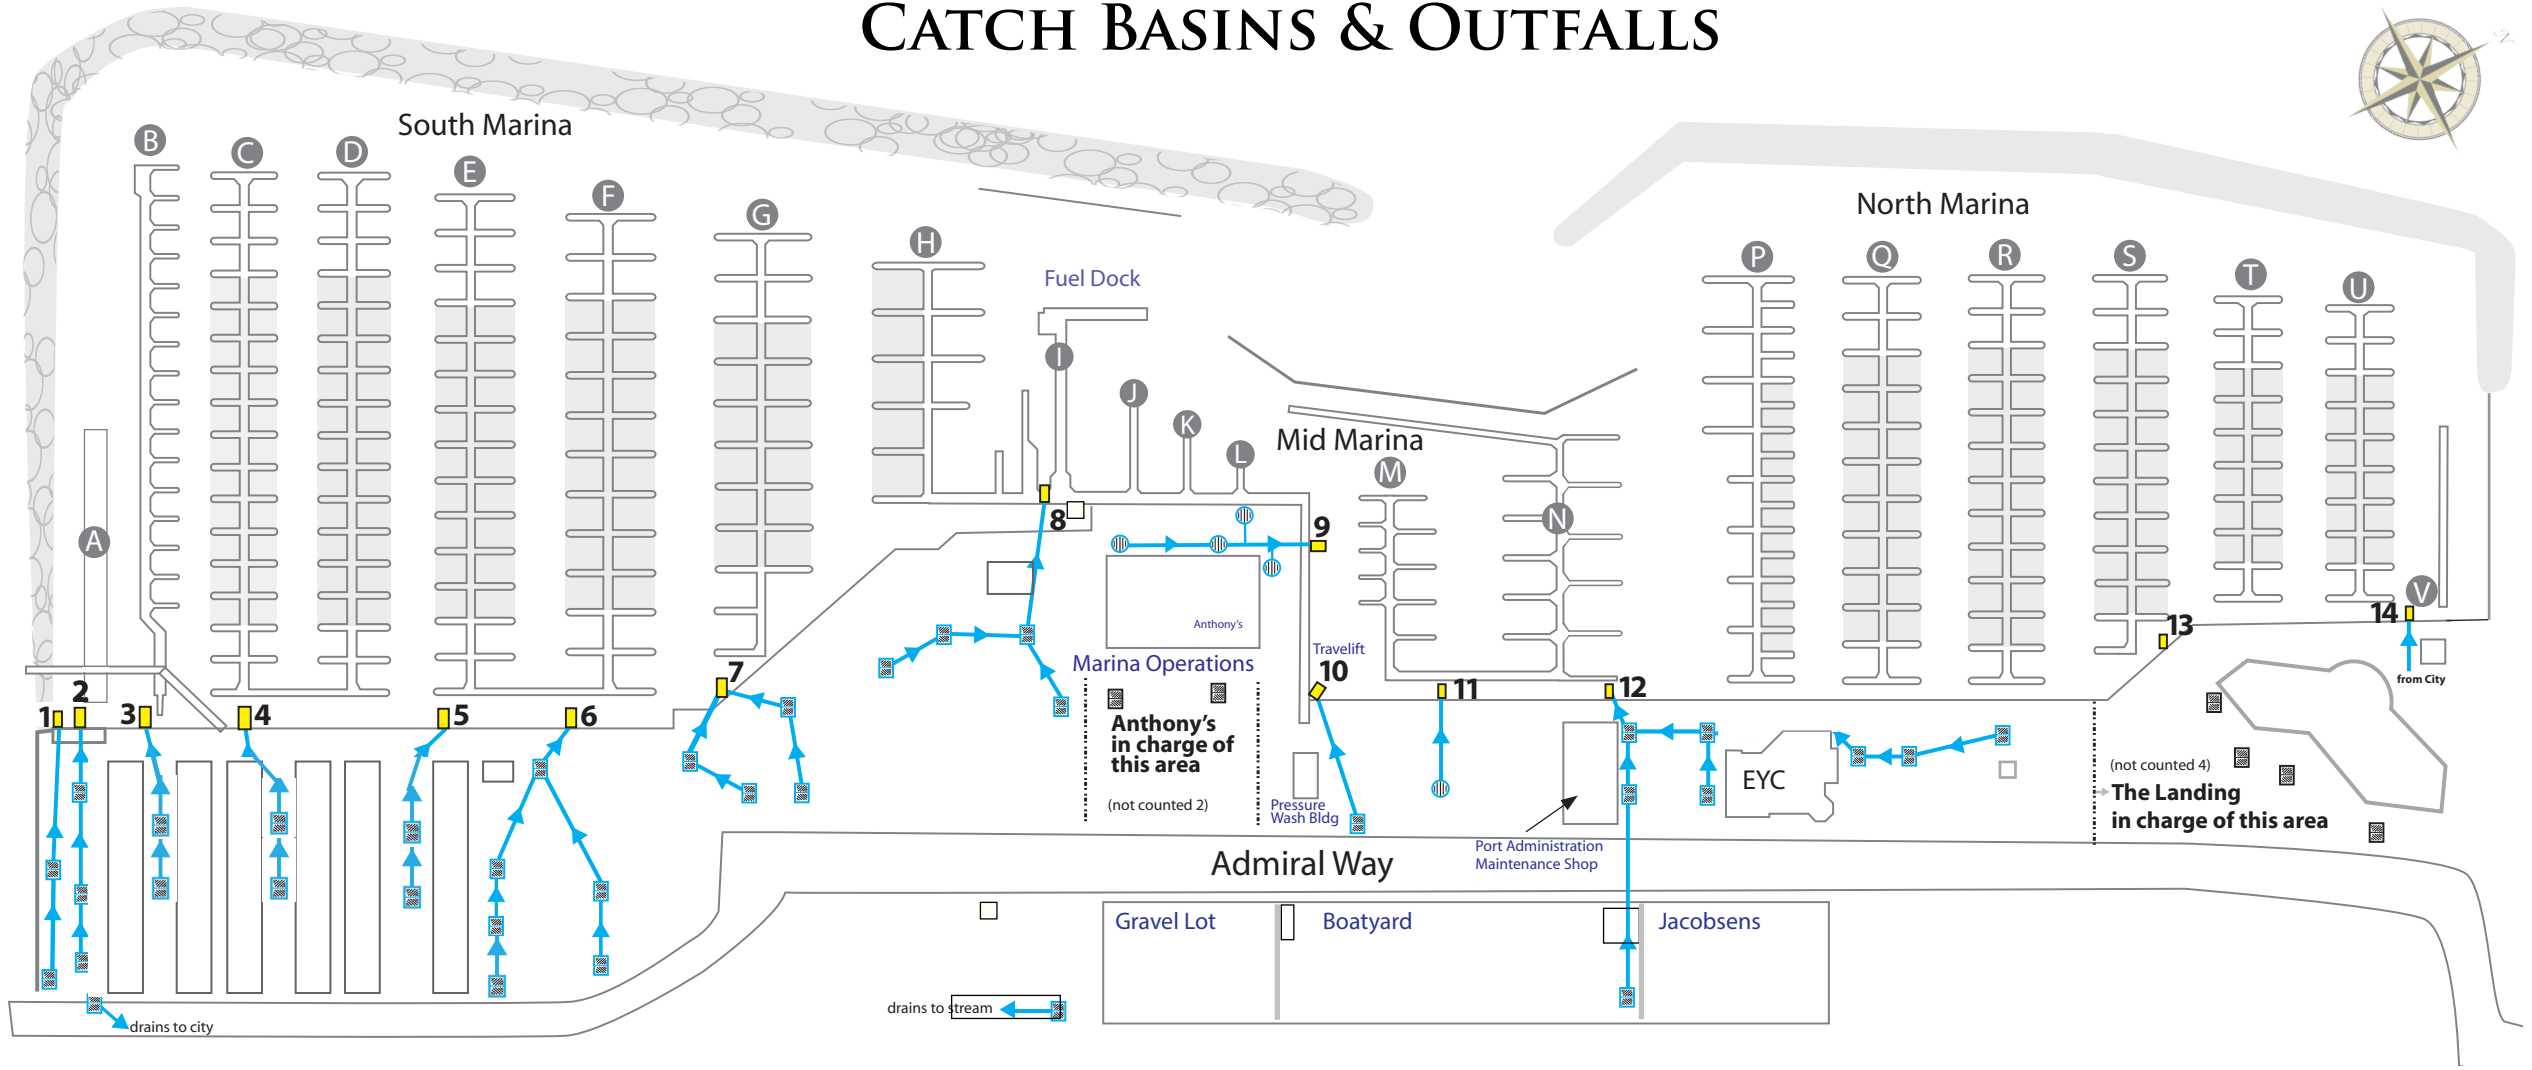 CATCH BASINS & OUTFALLS
N
South Marina
North Marina
Mid Marina
Fuel Dock
A
B
C
D
E
F
G
H
I
J
K
L
M
N
P
Q
R
S
T
U
V
1
2
3
4
5
6
7
8
9
Travelift
10
11
12
13
14
from City
Anthony's
Marina Operations
Anthony's
in charge of
this area
(not counted 2)
Pressure
Wash Bldg
Port Administration
Maintenance Shop
EYC
(not counted 4)
The Landing
in charge of this area
Admiral Way
Gravel Lot
Boatyard
Jacobsens
drains to stream
drains to city